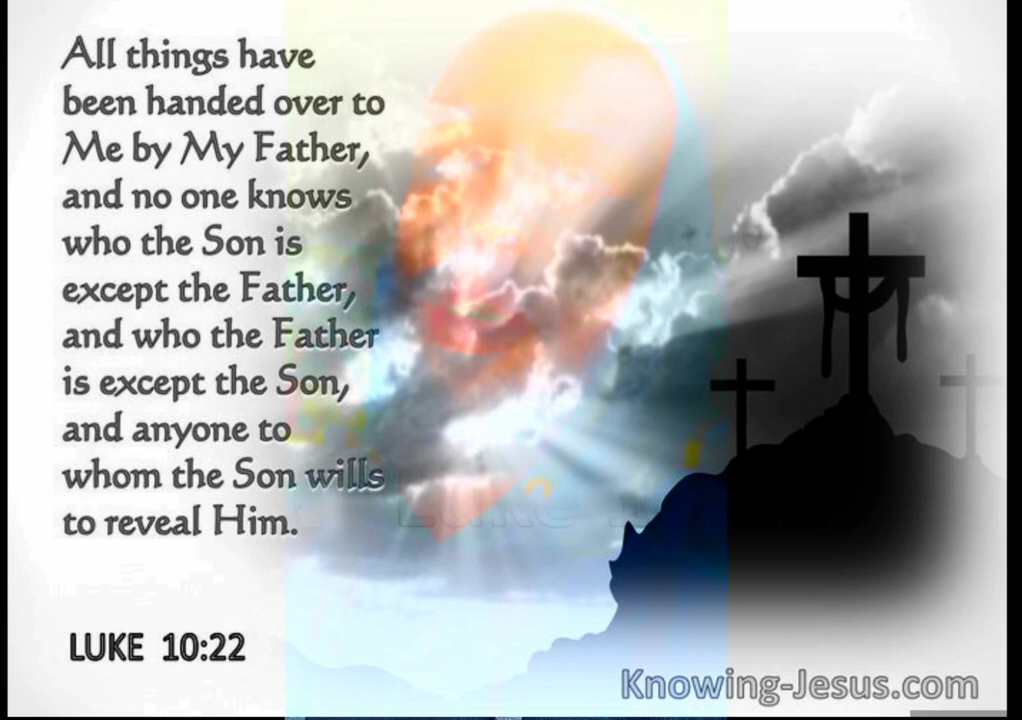 All things have
been handed over to
Me by My Father,
and no one knows
who the Son is
except the Father,
and who the Father
is except the Son,
and anyone to
whom the Son wills
to reveal Him.
Luke
LUKE 10:22
Knowing-Jesus.com